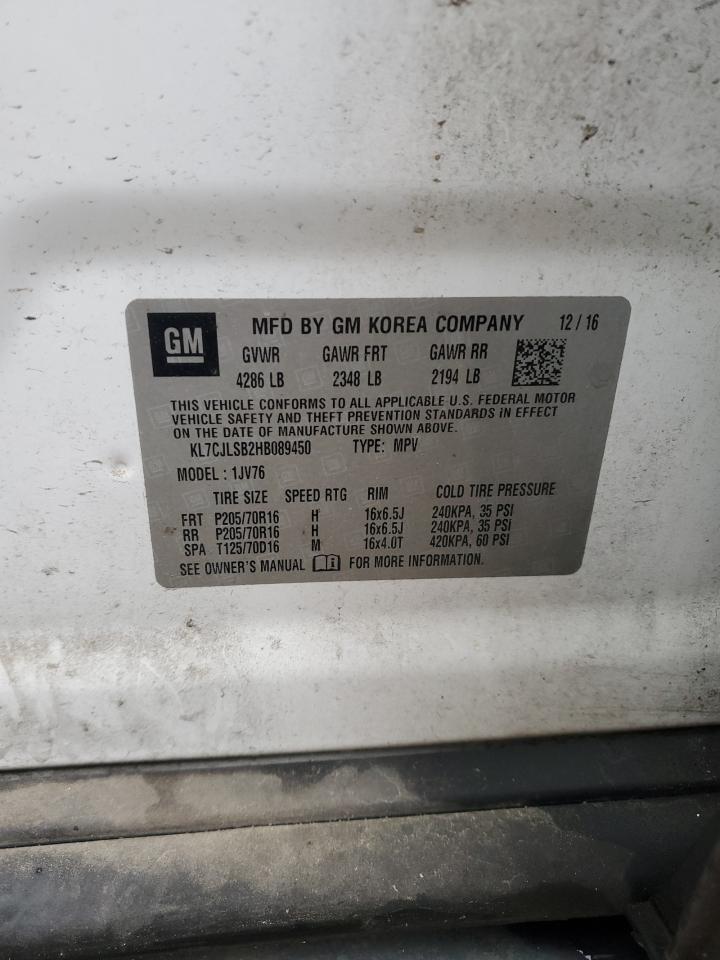 GM MFD BY GM KOREA COMPANY 12 / 16
GVWR GAWR FRT GAWR RR
4286 LB 2348 LB 2194 LB
THIS VEHICLE CONFORMS TO ALL APPLICABLE U.S. FEDERAL MOTOR
VEHICLE SAFETY AND THEFT PREVENTION STANDARDS IN EFFECT
ON THE DATE OF MANUFACTURE SHOWN ABOVE.
KL7CJLSB2HB089450 TYPE: MPV
MODEL : 1JV76
TIRE SIZE SPEED RTG RIM COLD TIRE PRESSURE
FRT P205/70R16 H 16x6.5J 240KPA, 35 PSI
RR P205/70R16 H 16x6.5J 240KPA, 35 PSI
SPA T125/70D16 M 16x4.0T 420KPA, 60 PSI
SEE OWNER'S MANUAL FOR MORE INFORMATION.